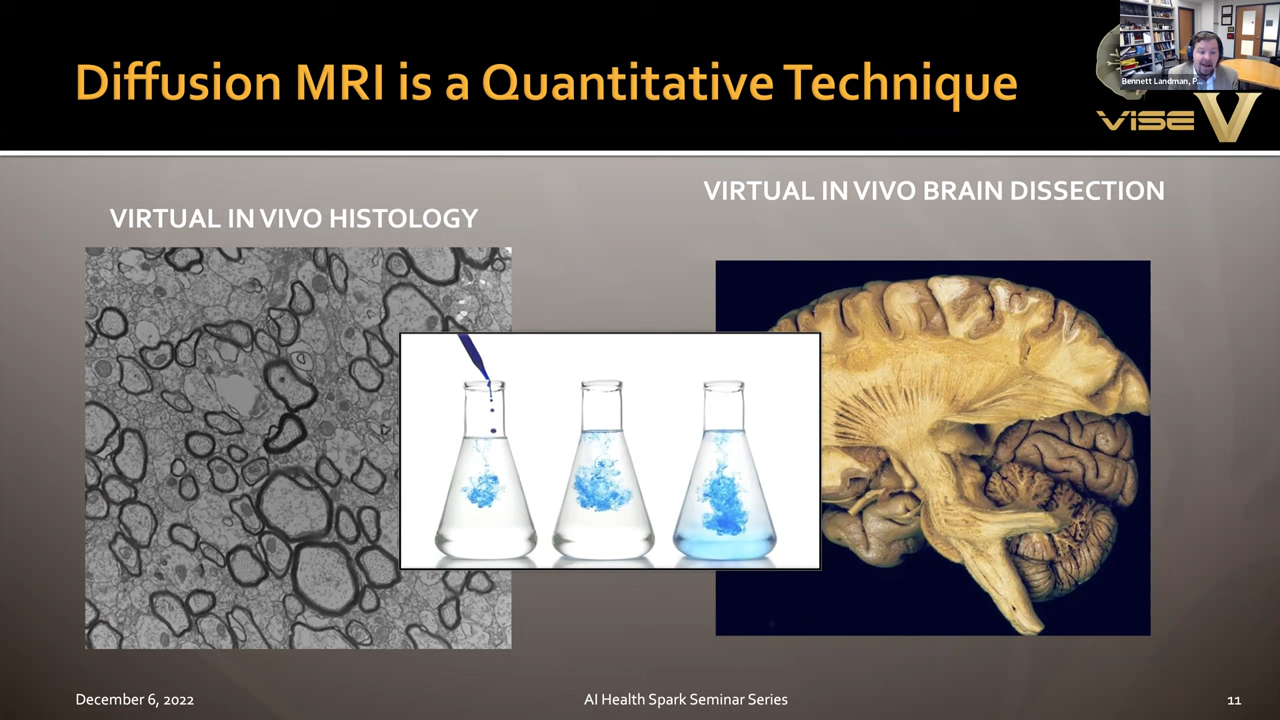 Diffusion MRI is a Quantitative Technique
Bennett Landman, P...
VISE V
VIRTUAL IN VIVO HISTOLOGY
VIRTUAL IN VIVO BRAIN DISSECTION
December 6, 2022
AI Health Spark Seminar Series
11